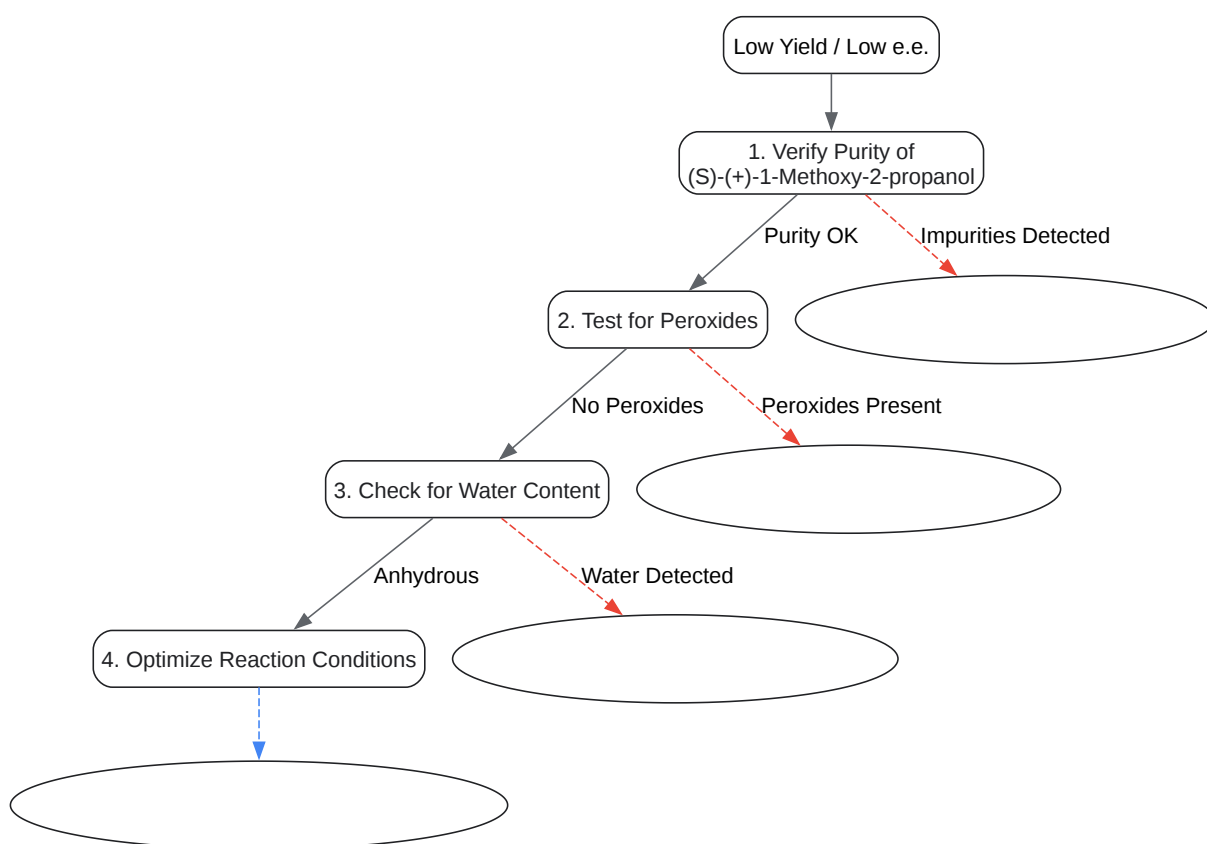 Low Yield / Low e.e.
1. Verify Purity of
(S)-(+)-1-Methoxy-2-propanol
Purity OK
Impurities Detected
2. Test for Peroxides
No Peroxides
Peroxides Present
3. Check for Water Content
Anhydrous
Water Detected
4. Optimize Reaction Conditions